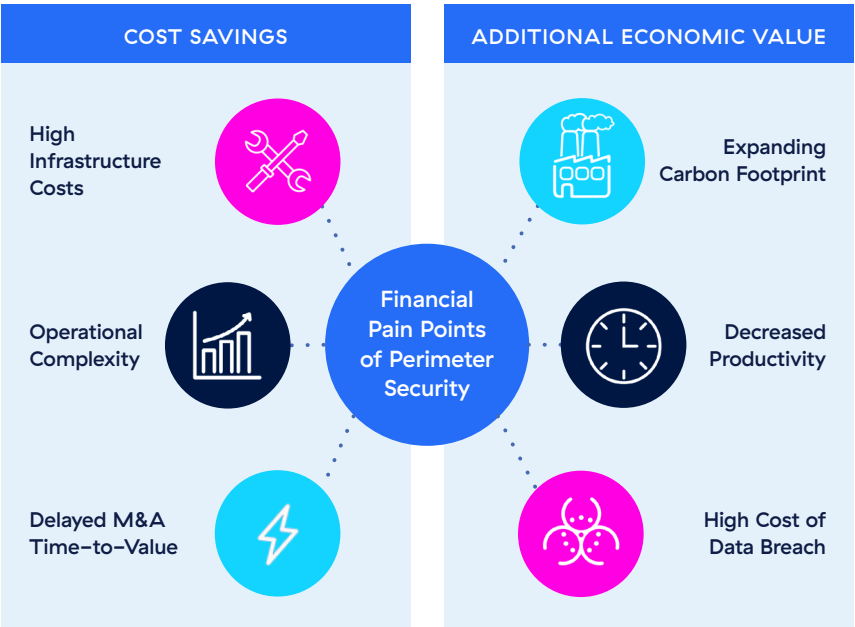 COST SAVINGS
ADDITIONAL ECONOMIC VALUE
High
Infrastructure
Costs
Expanding
Carbon Footprint
Financial
Pain Points
of Perimeter
Security
Operational
Complexity
Decreased
Productivity
Delayed M&A
Time-to-Value
High Cost of
Data Breach